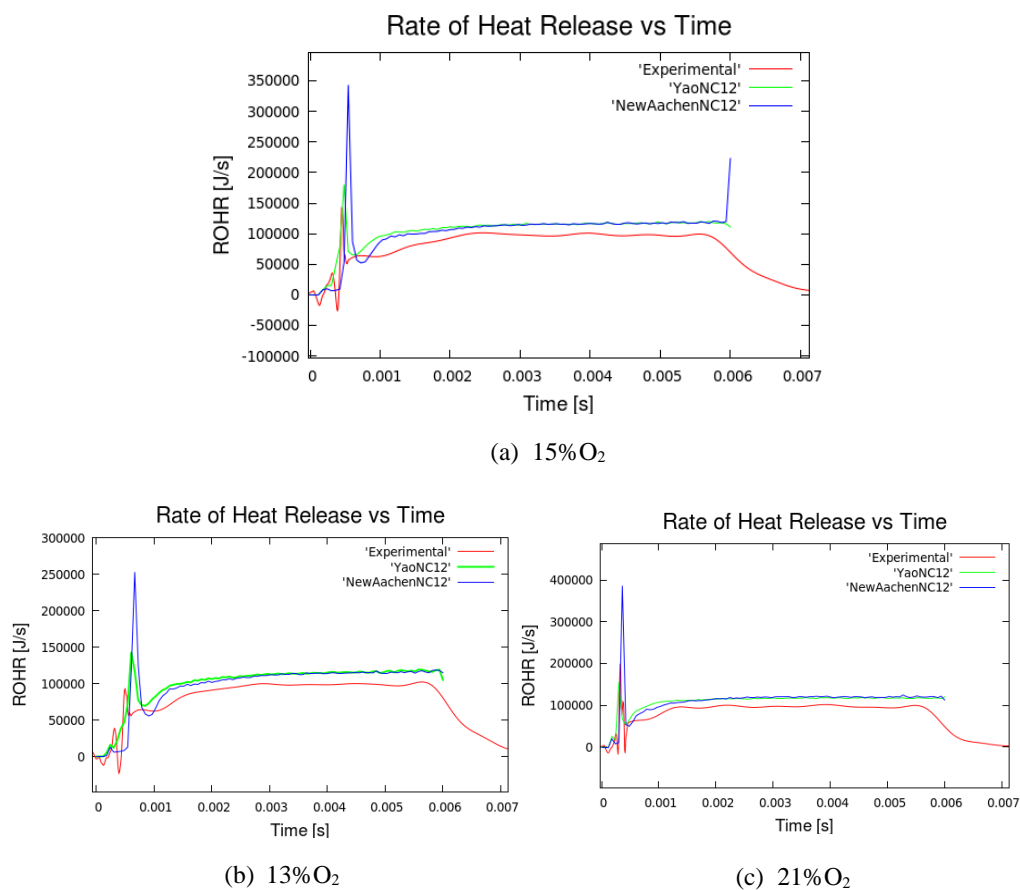 Rate of Heat Release vs Time
'Experimental'
'YaoNC12'
'NewAachenNC12'
350000
300000
250000
200000
150000
100000
50000
0
-50000
-100000
ROHR [J/s]
0 0.001 0.002 0.003 0.004 0.005 0.006 0.007
Time [s]
(a) 15%O₂
Rate of Heat Release vs Time
'Experimental'
'YaoNC12'
'NewAachenNC12'
300000
250000
200000
150000
100000
50000
0
ROHR [J/s]
0 0.001 0.002 0.003 0.004 0.005 0.006 0.007
Time [s]
(b) 13%O₂
Rate of Heat Release vs Time
'Experimental'
'YaoNC12'
'NewAachenNC12'
400000
300000
200000
100000
0
ROHR [J/s]
0 0.001 0.002 0.003 0.004 0.005 0.006 0.007
Time [s]
(c) 21%O₂